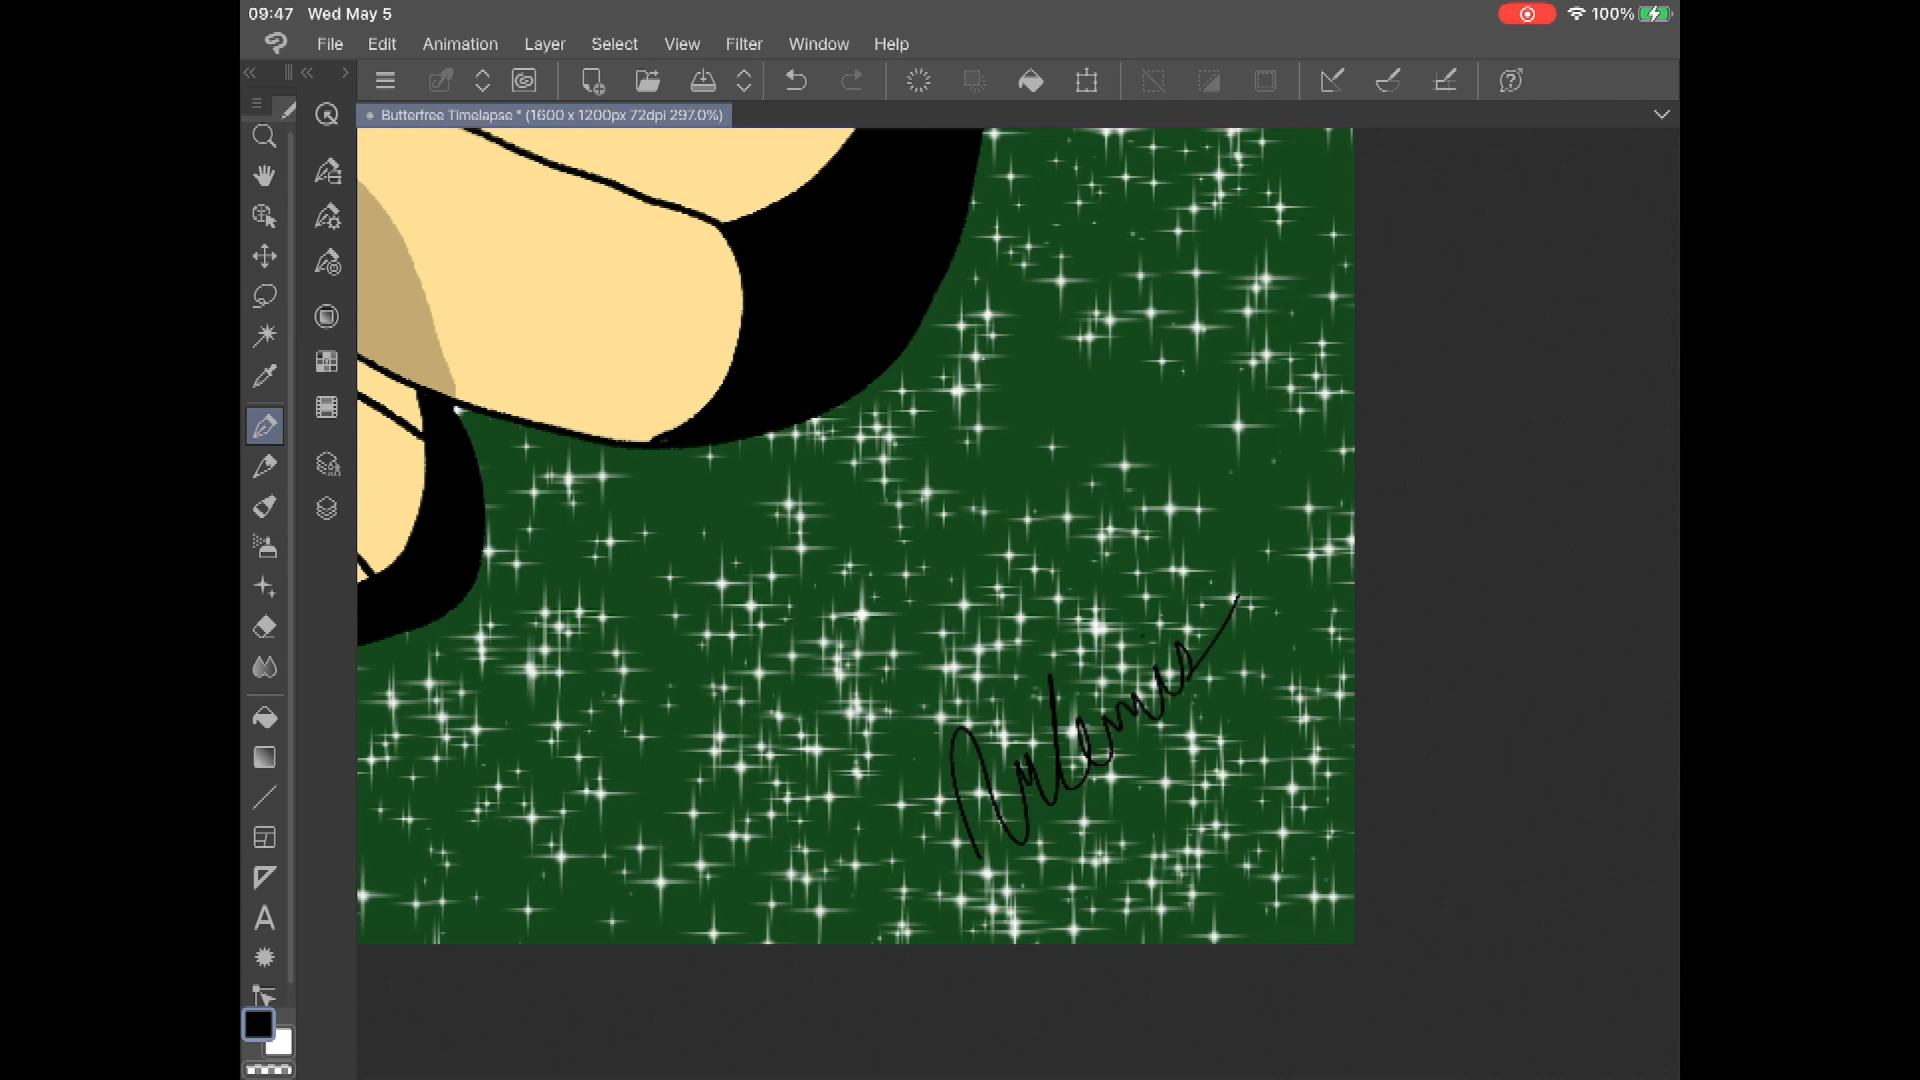 09:47 Wed May 5 100%
File Edit Animation Layer Select View Filter Window Help
Butterfree Timelapse * (1600 x 1200px 72dpi 297.0%)
A